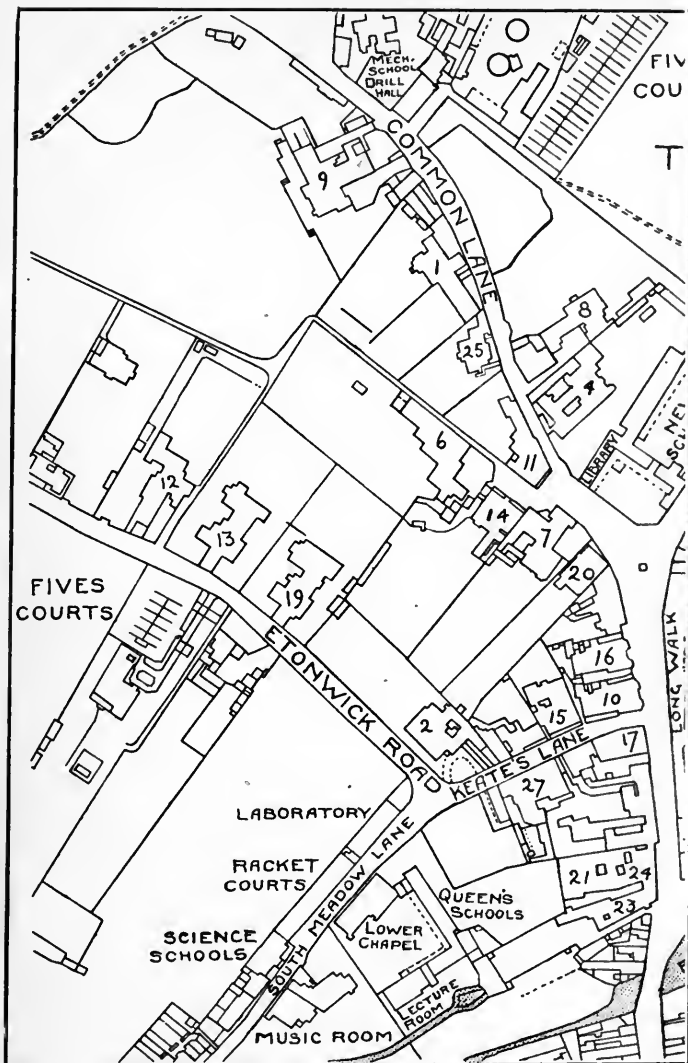 MECH.
SCHOOL
DRILL
HALL
FIV
COU
T
COMMON LANE
9
1
8
25
4
NE
SC
LIBRARY
6
11
12
14
7
13
20
19
FIVES
COURTS
ETONWICK ROAD
LONG WALK
16
10
2
15
17
KEATE'S LANE
27
LABORATORY
RACKET
COURTS
SOUTH MEADOW LANE
21
24
QUEEN'S
SCHOOLS
23
LOWER
CHAPEL
SCIENCE
SCHOOLS
LECTURE
ROOM
MUSIC ROOM